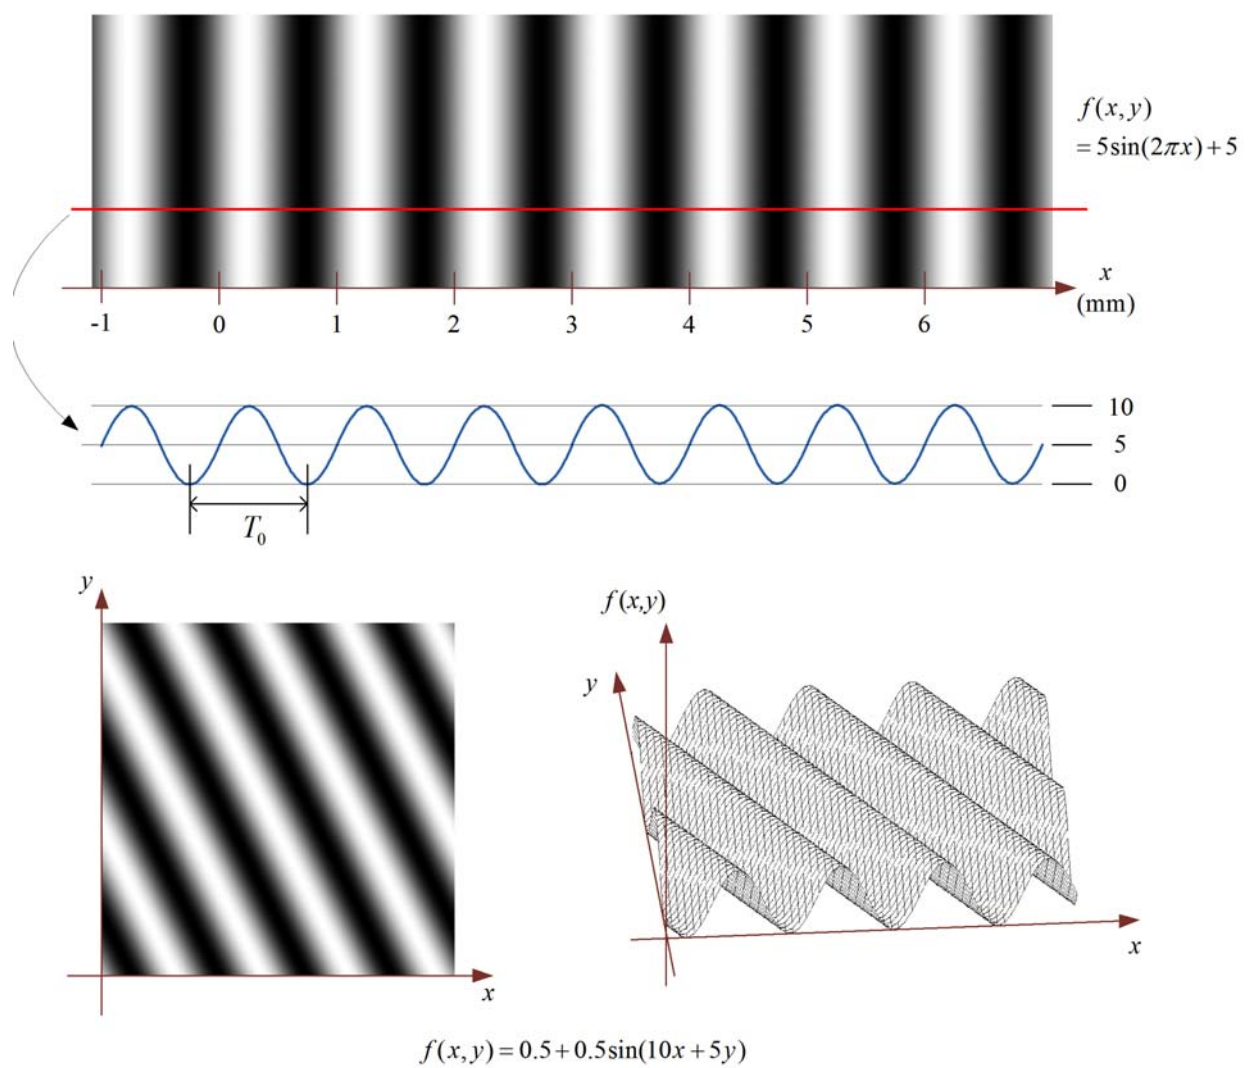 f(x,y)
=5sin(2πx)+5
x
(mm)
-1 0 1 2 3 4 5 6
10
5
0
T₀
y
x
f(x,y)
y
x
f(x,y)=0.5+0.5sin(10x+5y)